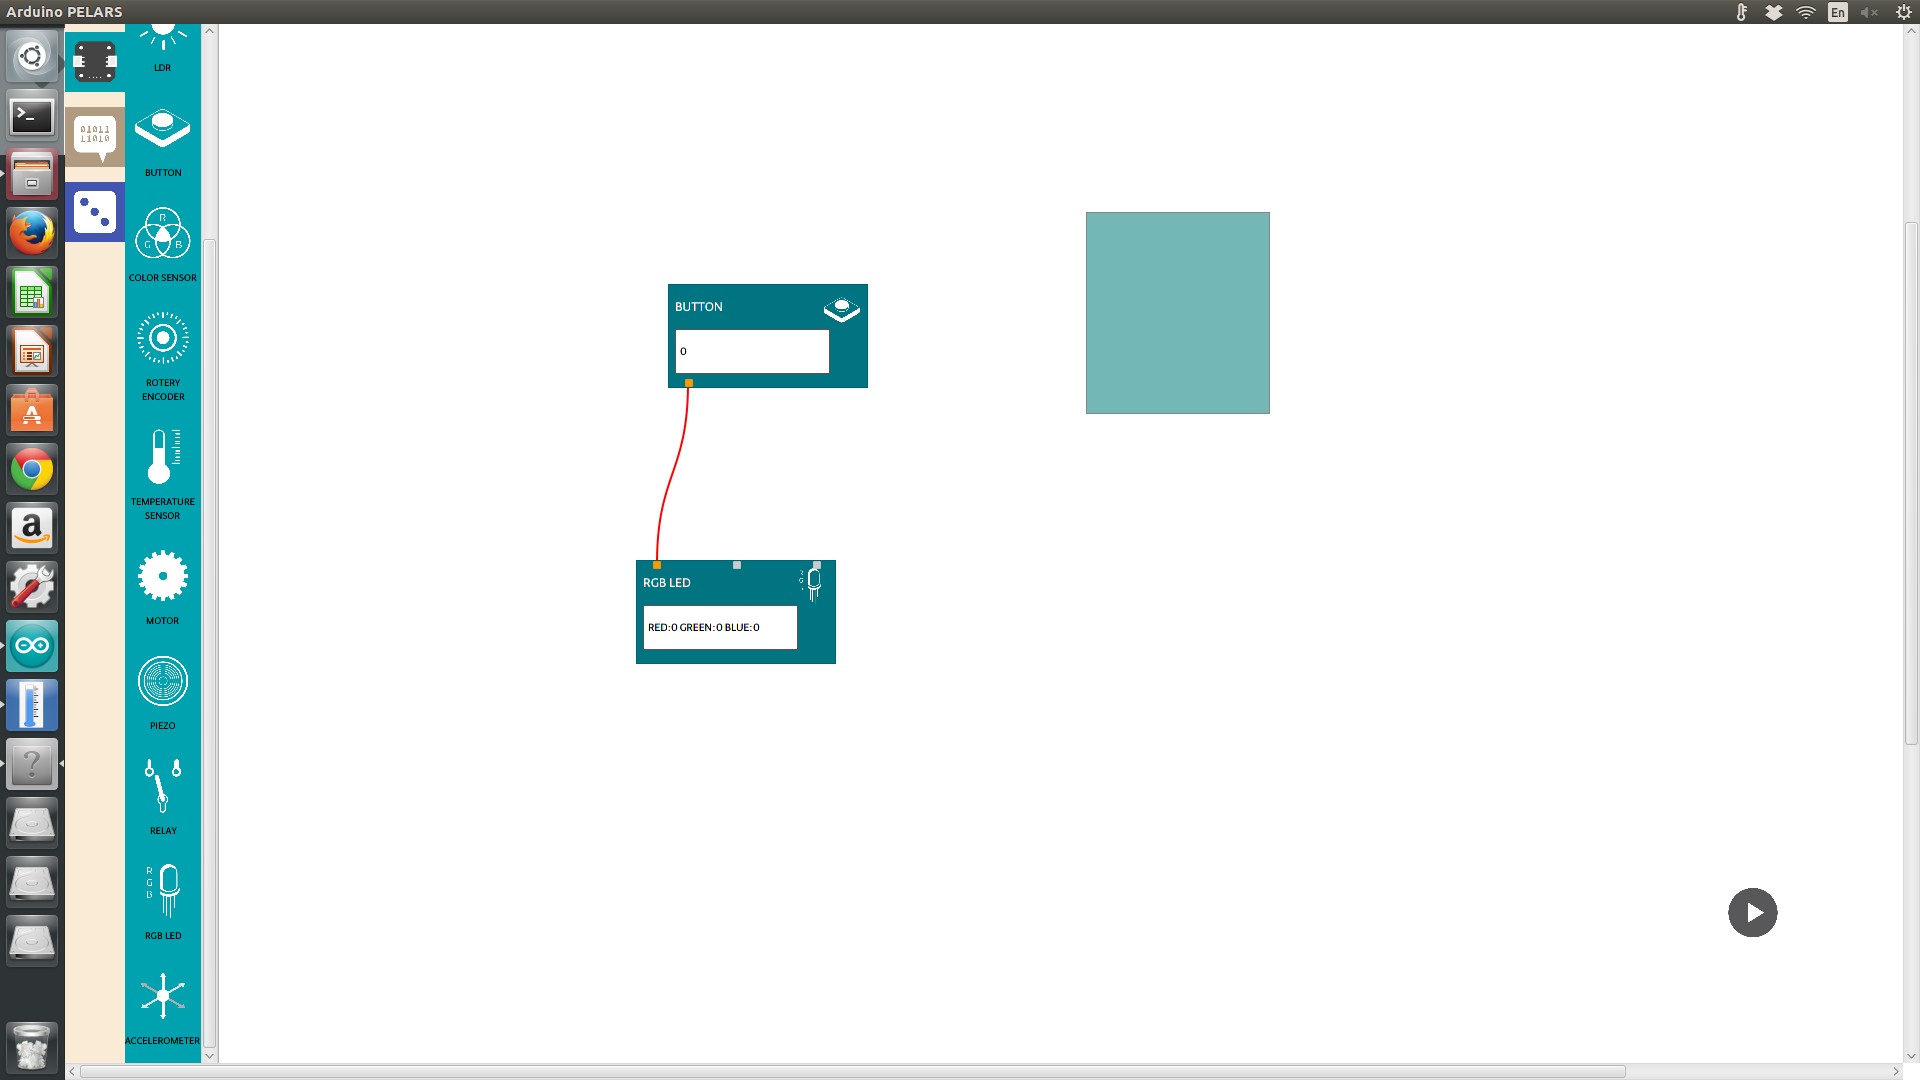 Arduino PELARS
En
LDR
01011
11010
BUTTON
R
G B
COLOR SENSOR
ROTERY
ENCODER
TEMPERATURE
SENSOR
MOTOR
PIEZO
RELAY
R
G
B
RGB LED
ACCELEROMETER
BUTTON
0
RGB LED
RED:0 GREEN:0 BLUE:0